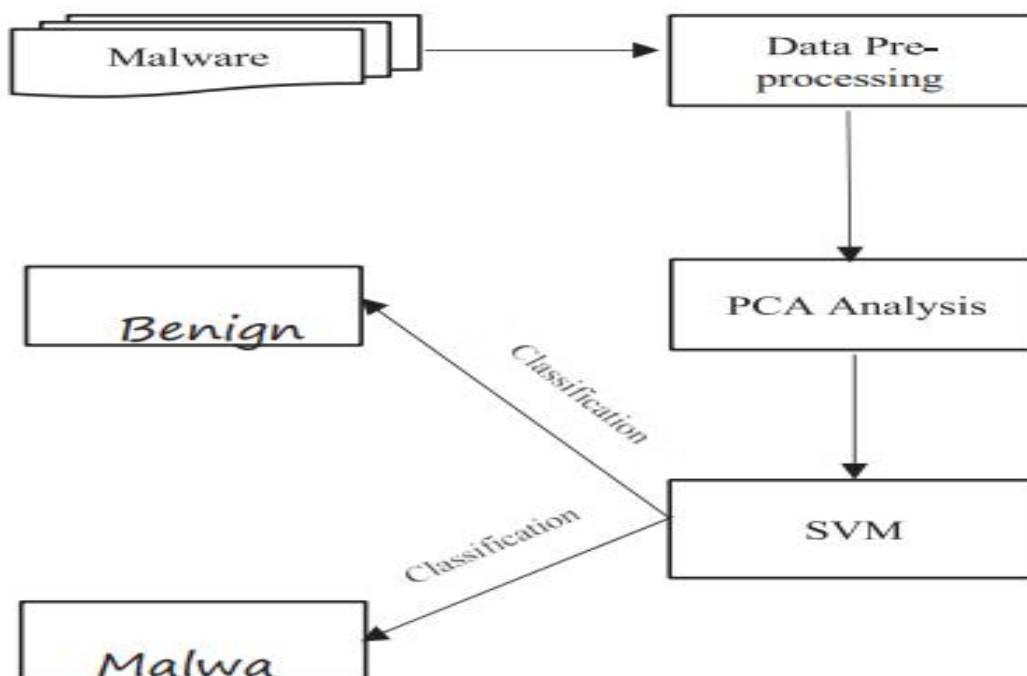 Malware
Data Pre-
processing
PCA Analysis
Benign
Classification
SVM
Classification
Malwa